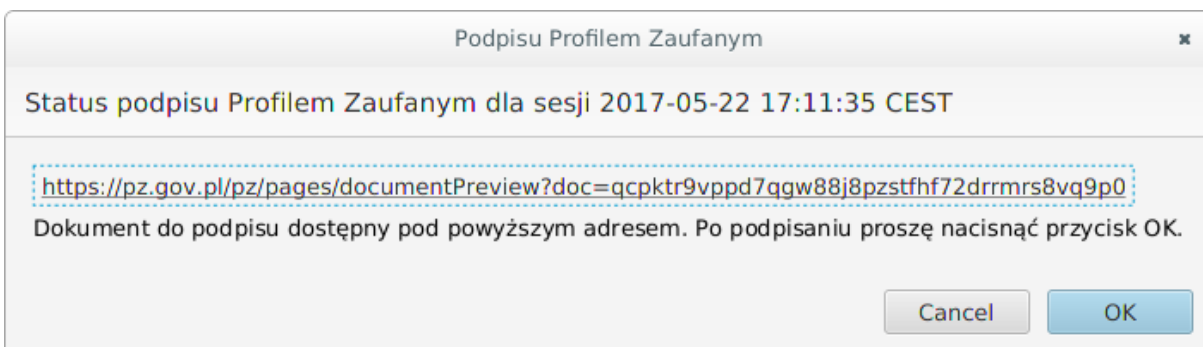 Podpisu Profilem Zaufanym
Status podpisu Profilem Zaufanym dla sesji 2017-05-22 17:11:35 CEST
https://pz.gov.pl/pz/pages/documentPreview?doc=qcpktr9vppd7qgw88j8pzstfhf72drrmrs8vq9p0
Dokument do podpisu dostępny pod powyższym adresem. Po podpisaniu proszę nacisnąć przycisk OK.
Cancel OK